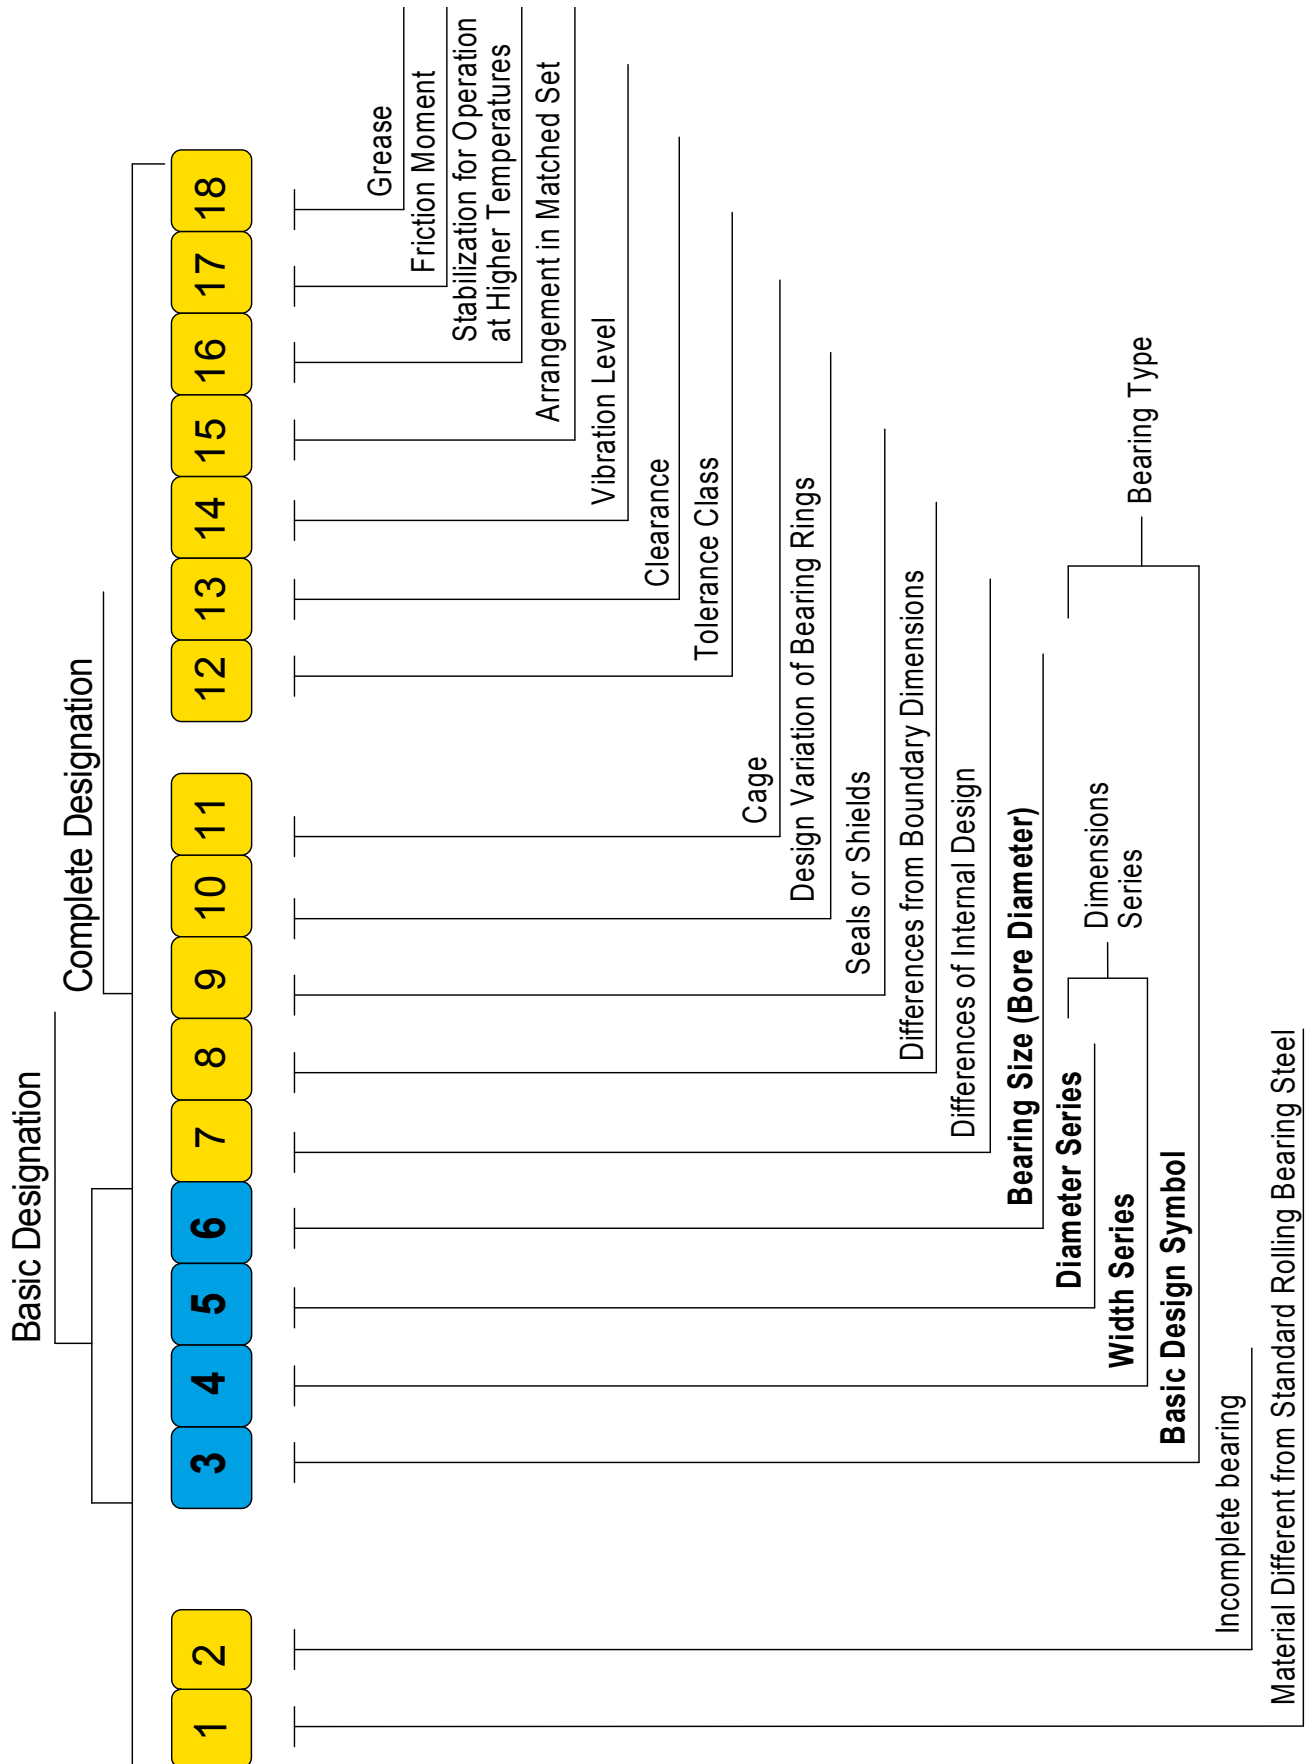 Basic Designation
Complete Designation
1 2 3 4 5 6 7 8 9 10 11 12 13 14 15 16 17 18
Grease
Friction Moment
Stabilization for Operation
at Higher Temperatures
Arrangement in Matched Set
Vibration Level
Clearance
Tolerance Class
Cage
Design Variation of Bearing Rings
Seals or Shields
Differences from Boundary Dimensions
Differences of Internal Design
Bearing Size (Bore Diameter)
Diameter Series
Width Series
Dimensions
Series
Basic Design Symbol
Bearing Type
Incomplete bearing
Material Different from Standard Rolling Bearing Steel